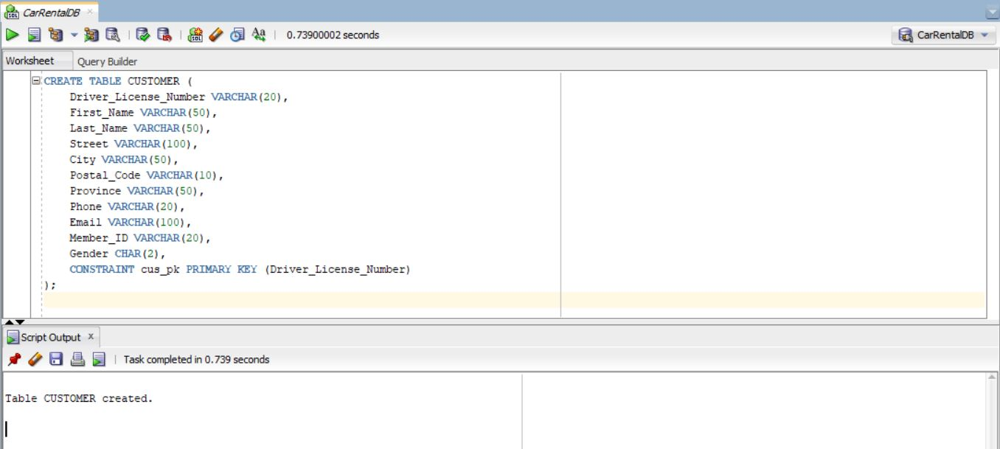 CarRentalDB
0.73900002 seconds
CarRentalDB
Worksheet Query Builder
CREATE TABLE CUSTOMER (
Driver_License_Number VARCHAR(20),
First_Name VARCHAR(50),
Last_Name VARCHAR(50),
Street VARCHAR(100),
City VARCHAR(50),
Postal_Code VARCHAR(10),
Province VARCHAR(50),
Phone VARCHAR(20),
Email VARCHAR(100),
Member_ID VARCHAR(20),
Gender CHAR(2),
CONSTRAINT cus_pk PRIMARY KEY (Driver_License_Number)
);
Script Output x
Task completed in 0.739 seconds
Table CUSTOMER created.